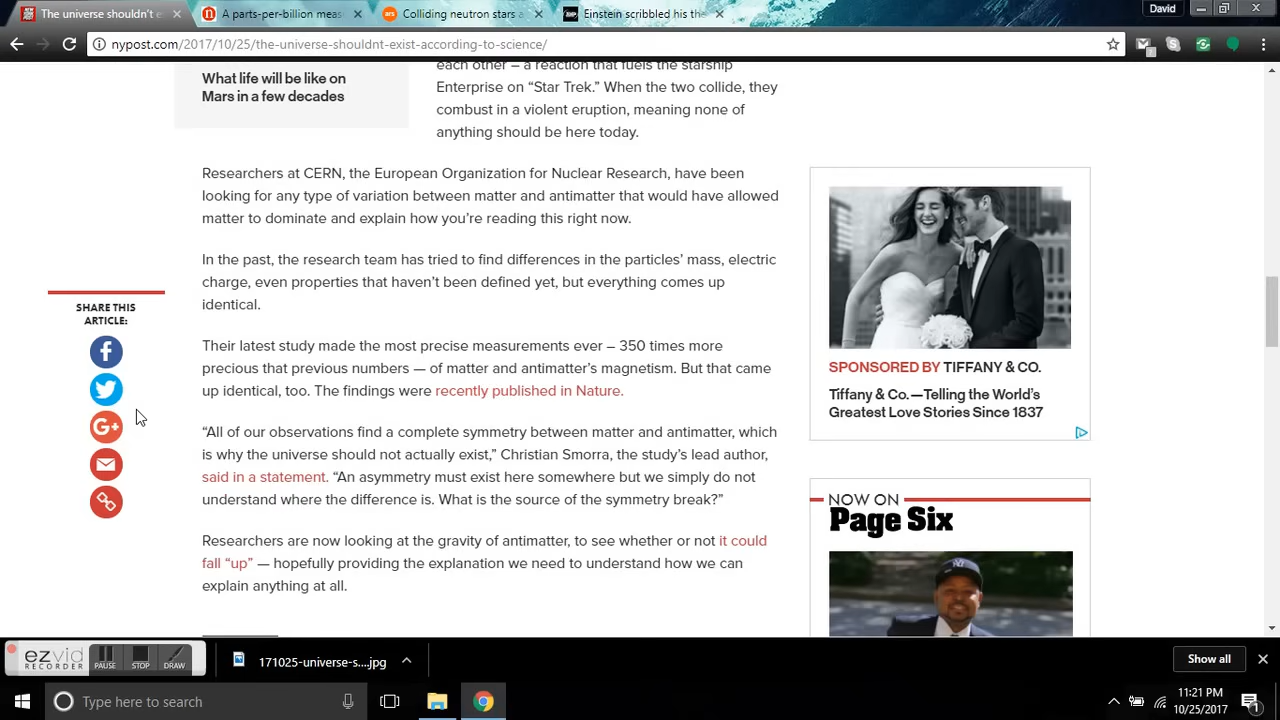 The universe shouldn't e
A parts-per-billion meas
Colliding neutron stars a
Einstein scribbled his the
David
nypost.com/2017/10/25/the-universe-shouldnt-exist-according-to-science/
What life will be like on
Mars in a few decades
each other – a reaction that fuels the starship
Enterprise on “Star Trek.” When the two collide, they
combust in a violent eruption, meaning none of
anything should be here today.
Researchers at CERN, the European Organization for Nuclear Research, have been
looking for any type of variation between matter and antimatter that would have allowed
matter to dominate and explain how you’re reading this right now.
In the past, the research team has tried to find differences in the particles’ mass, electric
charge, even properties that haven’t been defined yet, but everything comes up
identical.
Their latest study made the most precise measurements ever – 350 times more
precious that previous numbers — of matter and antimatter’s magnetism. But that came
up identical, too. The findings were recently published in Nature.
“All of our observations find a complete symmetry between matter and antimatter, which
is why the universe should not actually exist,” Christian Smorra, the study’s lead author,
said in a statement. “An asymmetry must exist here somewhere but we simply do not
understand where the difference is. What is the source of the symmetry break?”
Researchers are now looking at the gravity of antimatter, to see whether or not it could
fall “up” — hopefully providing the explanation we need to understand how we can
explain anything at all.
SHARE THIS
ARTICLE:
G+
SPONSORED BY TIFFANY & CO.
Tiffany & Co.—Telling the World’s
Greatest Love Stories Since 1837
NOW ON
Page Six
ezvid
RECORDER
PAUSE
STOP
DRAW
171025-universe-s....jpg
Show all
Type here to search
11:21 PM
10/25/2017